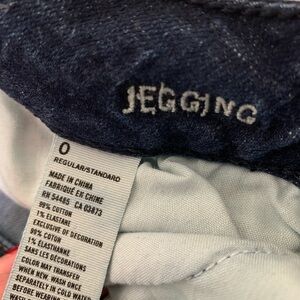 JEGGING
0
REGULAR/STANDARD
MADE IN CHINA
FABRIQUÉ EN CHINE
RN 54485 CA 03873
99% COTTON
1% ELASTANE
EXCLUSIVE OF DECORATION
99% COTON
1% ÉLASTHANNE
SANS LES DÉCORATIONS
COLOR MAY TRANSFER
WHEN NEW. WASH ONCE
SEPARATELY IN COLD WATER
BEFORE WEARING.